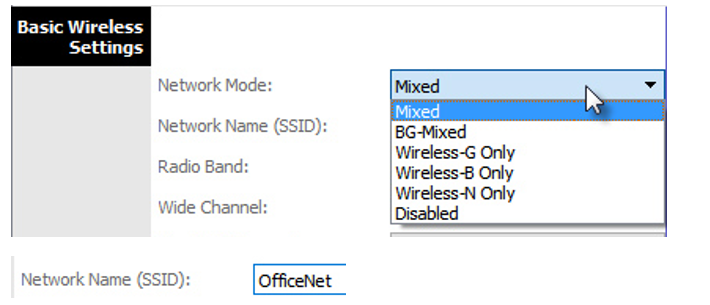 Basic Wireless
Settings
Network Mode: Mixed
Mixed
Network Name (SSID): BG-Mixed
Wireless-G Only
Radio Band:
Wireless-B Only
Wireless-N Only
Wide Channel:
Disabled
Network Name (SSID): OfficeNet